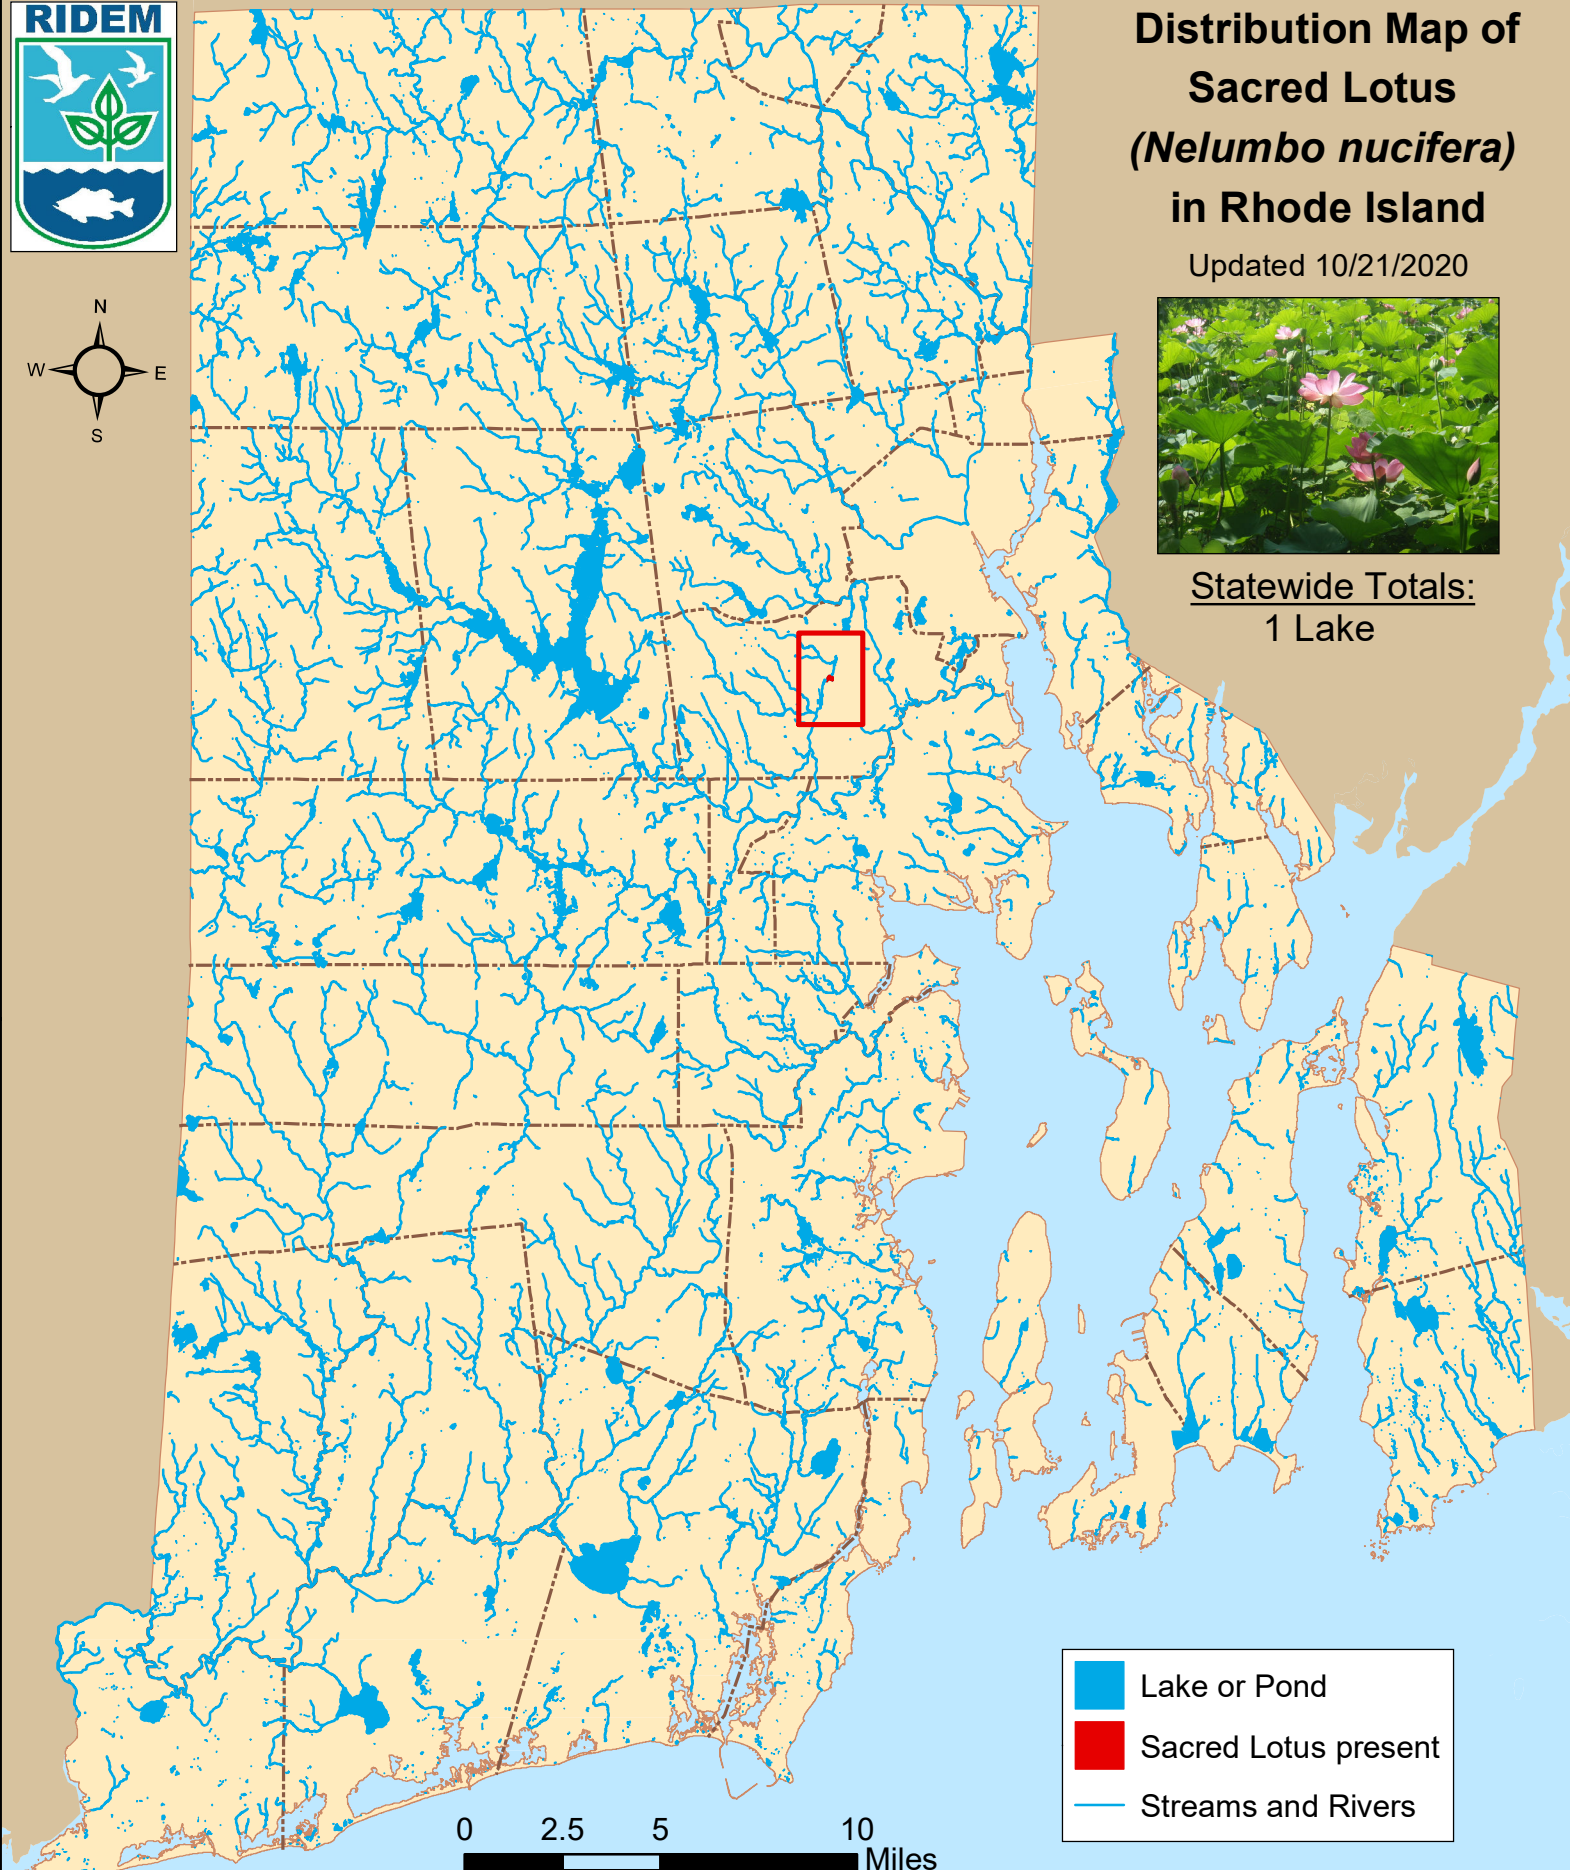 RIDEM
Distribution Map of
Sacred Lotus
(Nelumbo nucifera)
in Rhode Island
Updated 10/21/2020
N
W
E
S
Statewide Totals:
1 Lake
Lake or Pond
Sacred Lotus present
Streams and Rivers
0 2.5 5 10
Miles